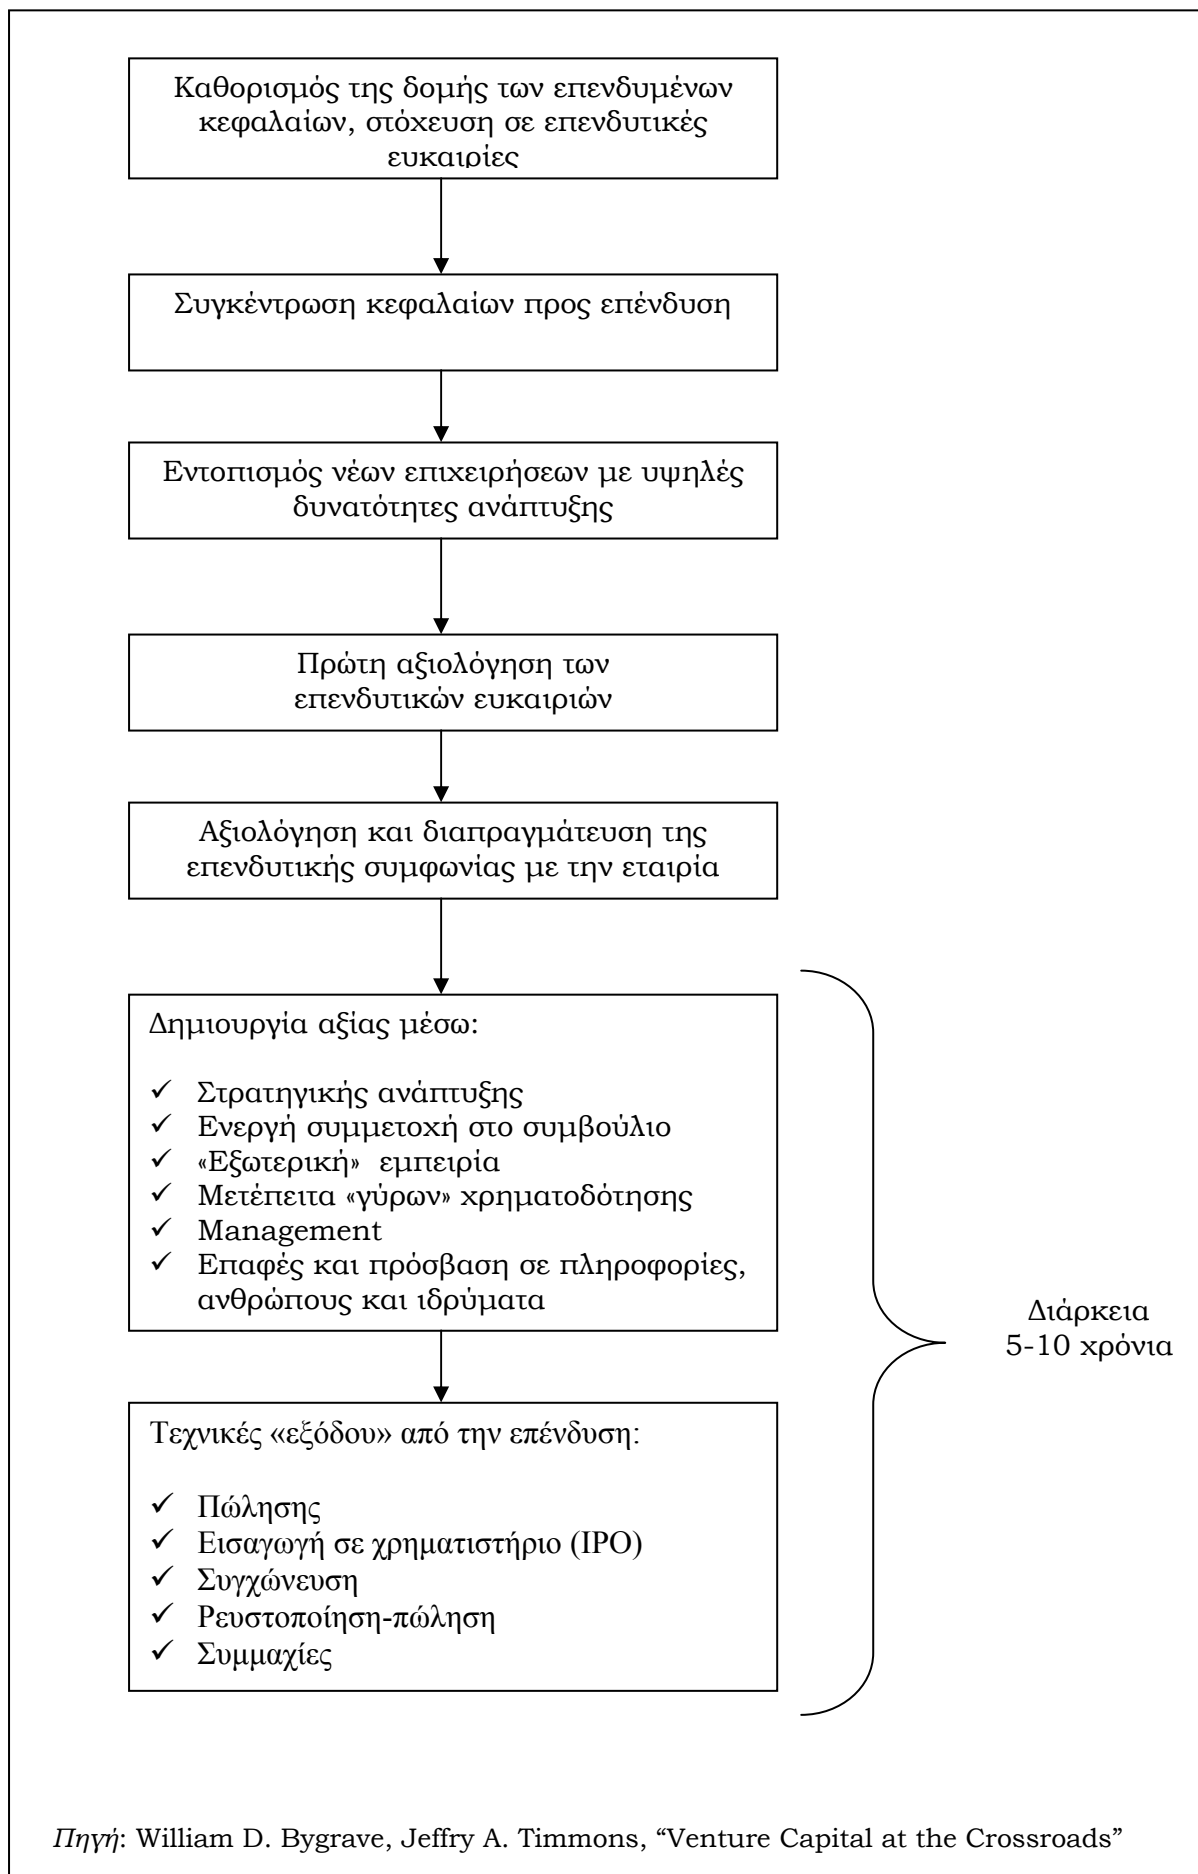 Καθορισμός της δομής των επενδυμένων
κεφαλαίων, στόχευση σε επενδυτικές
ευκαιρίες
Συγκέντρωση κεφαλαίων προς επένδυση
Εντοπισμός νέων επιχειρήσεων με υψηλές
δυνατότητες ανάπτυξης
Πρώτη αξιολόγηση των
επενδυτικών ευκαιριών
Αξιολόγηση και διαπραγμάτευση της
επενδυτικής συμφωνίας με την εταιρία
Δημιουργία αξίας μέσω:
✓ Στρατηγικής ανάπτυξης
✓ Ενεργή συμμετοχή στο συμβούλιο
✓ «Εξωτερική» εμπειρία
✓ Μετέπειτα «γύρων» χρηματοδότησης
✓ Management
✓ Επαφές και πρόσβαση σε πληροφορίες,
ανθρώπους και ιδρύματα
Διάρκεια
5-10 χρόνια
Τεχνικές «εξόδου» από την επένδυση:
✓ Πώλησης
✓ Εισαγωγή σε χρηματιστήριο (IPO)
✓ Συγχώνευση
✓ Ρευστοποίηση-πώληση
✓ Συμμαχίες
Πηγή: William D. Bygrave, Jeffry A. Timmons, “Venture Capital at the Crossroads”